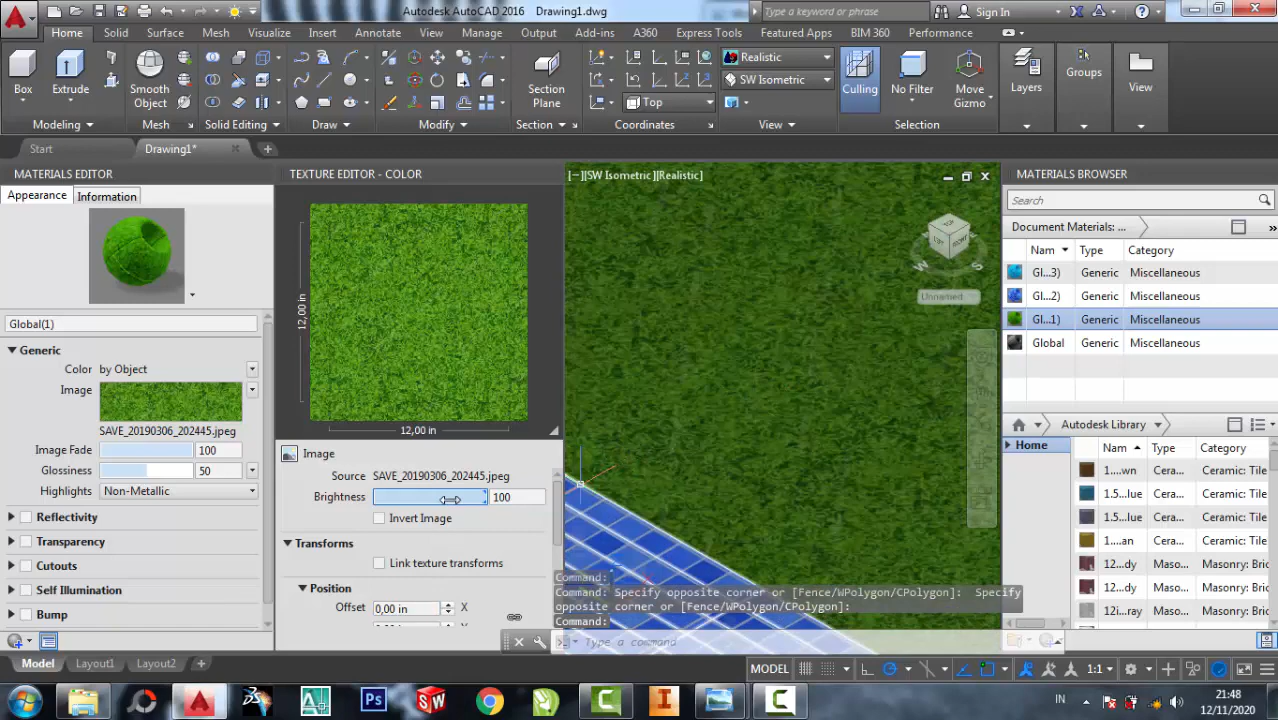 Autodesk AutoCAD 2016 Drawing1.dwg
Type a keyword or phrase
Sign In
Home Solid Surface Mesh Visualize Insert Annotate View Manage Output Add-ins A360 Express Tools Featured Apps BIM 360 Performance
Realistic
SW Isometric
Top
Box Extrude Smooth Object Section Plane Culling No Filter Move Gizmo Layers Groups View
Modeling Mesh Solid Editing Draw Modify Section Coordinates View Selection
Start Drawing1*
MATERIALS EDITOR
Appearance Information
Global(1)
Generic
Color by Object
Image
SAVE_20190306_202445.jpeg
Image Fade 100
Glossiness 50
Highlights Non-Metallic
Reflectivity
Transparency
Cutouts
Self Illumination
Bump
TEXTURE EDITOR - COLOR
12,00 in
12,00 in
Image
Source SAVE_20190306_202445.jpeg
Brightness 100
Invert Image
Transforms
Link texture transforms
Position
Offset 0,00 in X
[−][SW Isometric][Realistic]
TOP
LEFT
RIGHT
W S
Unnamed
Command:
Command: Specify opposite corner or [Fence/WPolygon/CPolygon]: Specify
opposite corner or [Fence/WPolygon/CPolygon]:
Command:
Type a command
MATERIALS BROWSER
Search
Document Materials: ...
Nam Type Category
Gl...3) Generic Miscellaneous
Gl...2) Generic Miscellaneous
Gl...1) Generic Miscellaneous
Global Generic Miscellaneous
Autodesk Library
Home
Nam Type Category
1....wn Cera... Ceramic: Tile
1.5...lue Cera... Ceramic: Tile
1.5...lue Cera... Ceramic: Tile
1....an Cera... Ceramic: Tile
12...dy Maso... Masonry: Bric
12...dy Maso... Masonry: Bric
12i...ray Maso... Masonry: Bric
Model Layout1 Layout2
MODEL 1:1
Ps SW
IN
21:48
12/11/2020